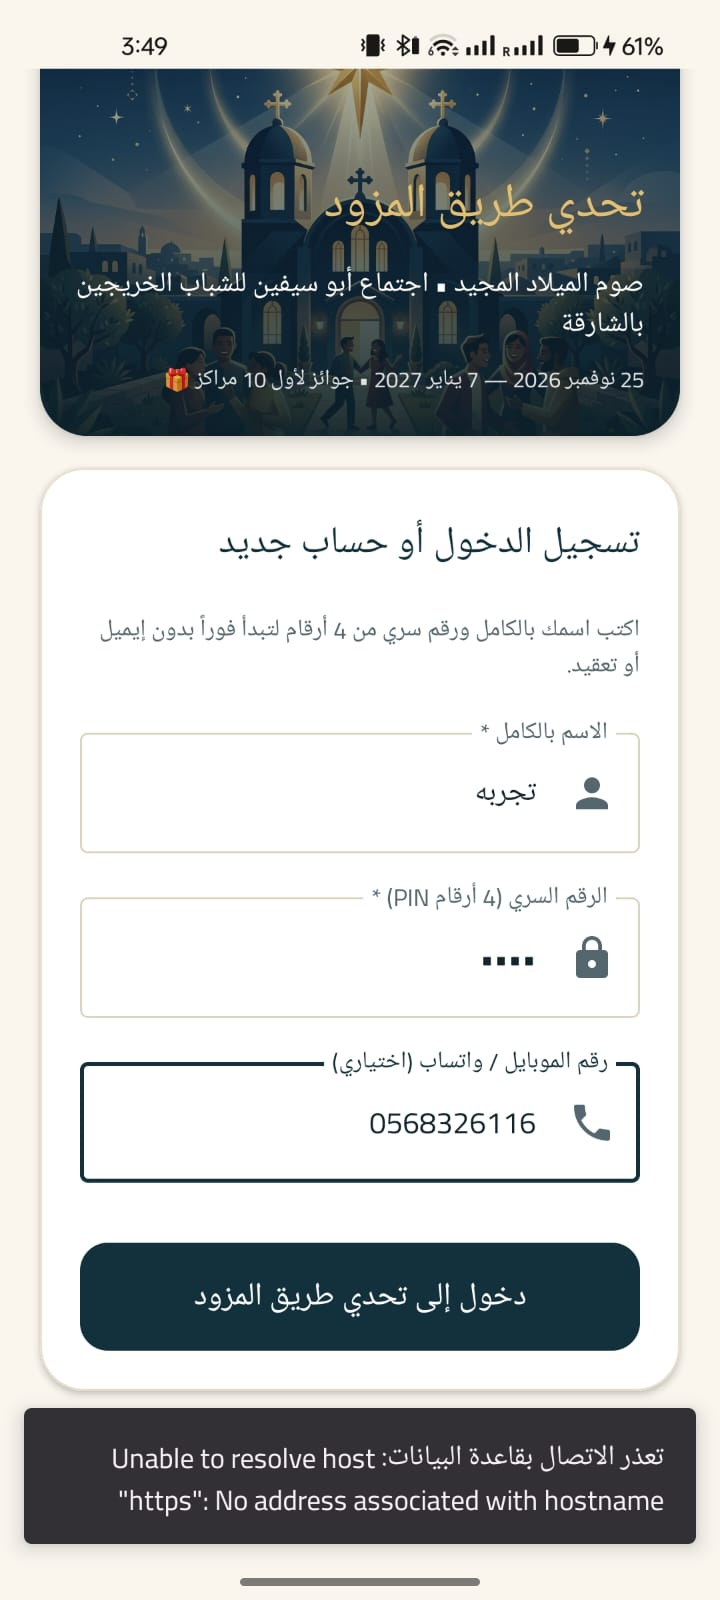 3:49
R
61%
تحدي طريق المزود
صوم الميلاد المجيد ▪ اجتماع أبو سيفين للشباب الخريجين
بالشارقة
25 نوفمبر 2026 — 7 يناير 2027 ▪ جوائز لأول 10 مراكز 🎁
تسجيل الدخول أو حساب جديد
اكتب اسمك بالكامل ورقم سري من 4 أرقام لتبدأ فوراً بدون إيميل
أو تعقيد.
الاسم بالكامل *
تجربه
الرقم السري (4 أرقام PIN) *
رقم الموبايل / واتساب (اختياري)
0568326116
دخول إلى تحدي طريق المزود
تعذر الاتصال بقاعدة البيانات: Unable to resolve host
"https": No address associated with hostname